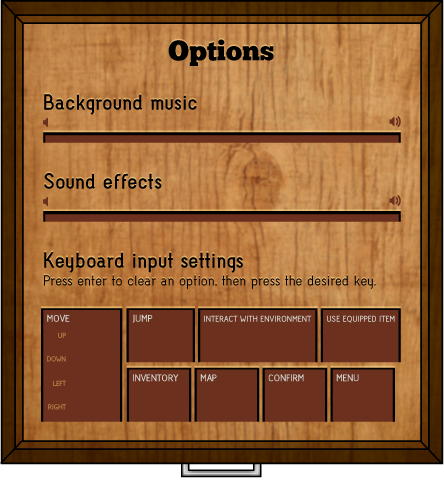 Options
Background music
Sound effects
Keyboard input settings
Press enter to clear an option, then press the desired key.
MOVE
UP
DOWN
LEFT
RIGHT
JUMP
INTERACT WITH ENVIRONMENT
USE EQUIPPED ITEM
INVENTORY
MAP
CONFIRM
MENU